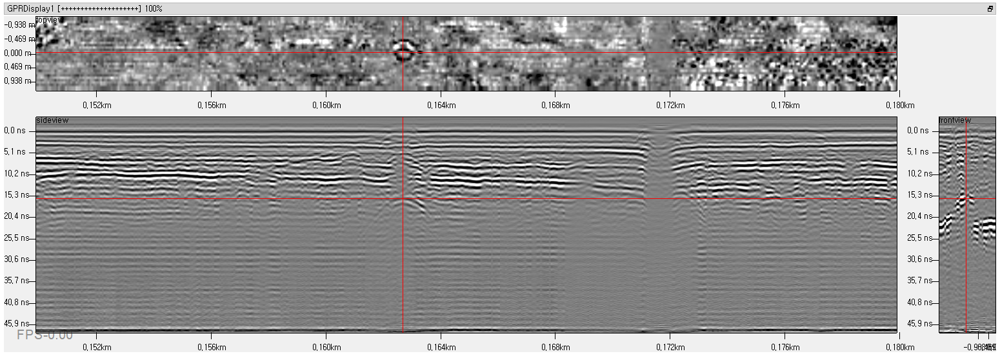 GPRDisplay1 [++++++++++++++++++++] 100%
topview
-0,938 m
-0,469 m
0,000 m
0,469 m
0,938 m
0,152km 0,156km 0,160km 0,164km 0,168km 0,172km 0,176km 0,180km
sideview
0,0 ns
5,1 ns
10,2 ns
15,3 ns
20,4 ns
25,5 ns
30,6 ns
35,7 ns
40,8 ns
45,9 ns
FPS-0.00
0,152km 0,156km 0,160km 0,164km 0,168km 0,172km 0,176km 0,180km
frontview
0,0 ns
5,1 ns
10,2 ns
15,3 ns
20,4 ns
25,5 ns
30,6 ns
35,7 ns
40,8 ns
45,9 ns